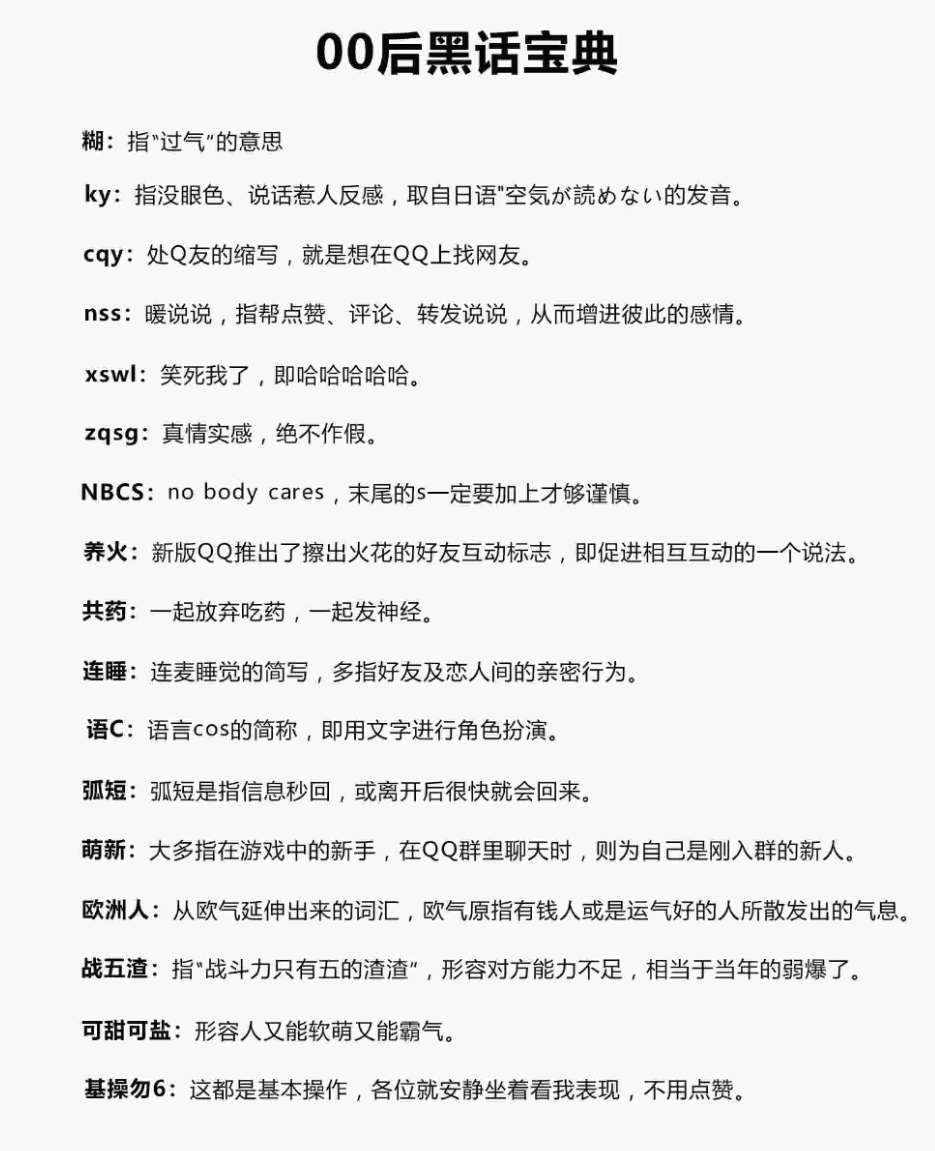 00后黑话宝典
糊：指“过气”的意思
ky：指没眼色、说话惹人反感，取自日语"空気が読めない的发音。
cqy：处Q友的缩写，就是想在QQ上找网友。
nss：暖说说，指帮点赞、评论、转发说说，从而增进彼此的感情。
xswl：笑死我了，即哈哈哈哈哈。
zqsg：真情实感，绝不作假。
NBCS：no body cares，末尾的s一定要加上才够谨慎。
养火：新版QQ推出了擦出火花的好友互动标志，即促进相互互动的一个说法。
共药：一起放弃吃药，一起发神经。
连睡：连麦睡觉的简写，多指好友及恋人间的亲密行为。
语C：语言cos的简称，即用文字进行角色扮演。
弧短：弧短是指信息秒回，或离开后很快就会回来。
萌新：大多指在游戏中的新手，在QQ群里聊天时，则为自己是刚入群的新人。
欧洲人：从欧气延伸出来的词汇，欧气原指有钱人或是运气好的人所散发出的气息。
战五渣：指“战斗力只有五的渣渣”，形容对方能力不足，相当于当年的弱爆了。
可甜可盐：形容人又能软萌又能霸气。
基操勿6：这都是基本操作，各位就安静坐着看我表现，不用点赞。